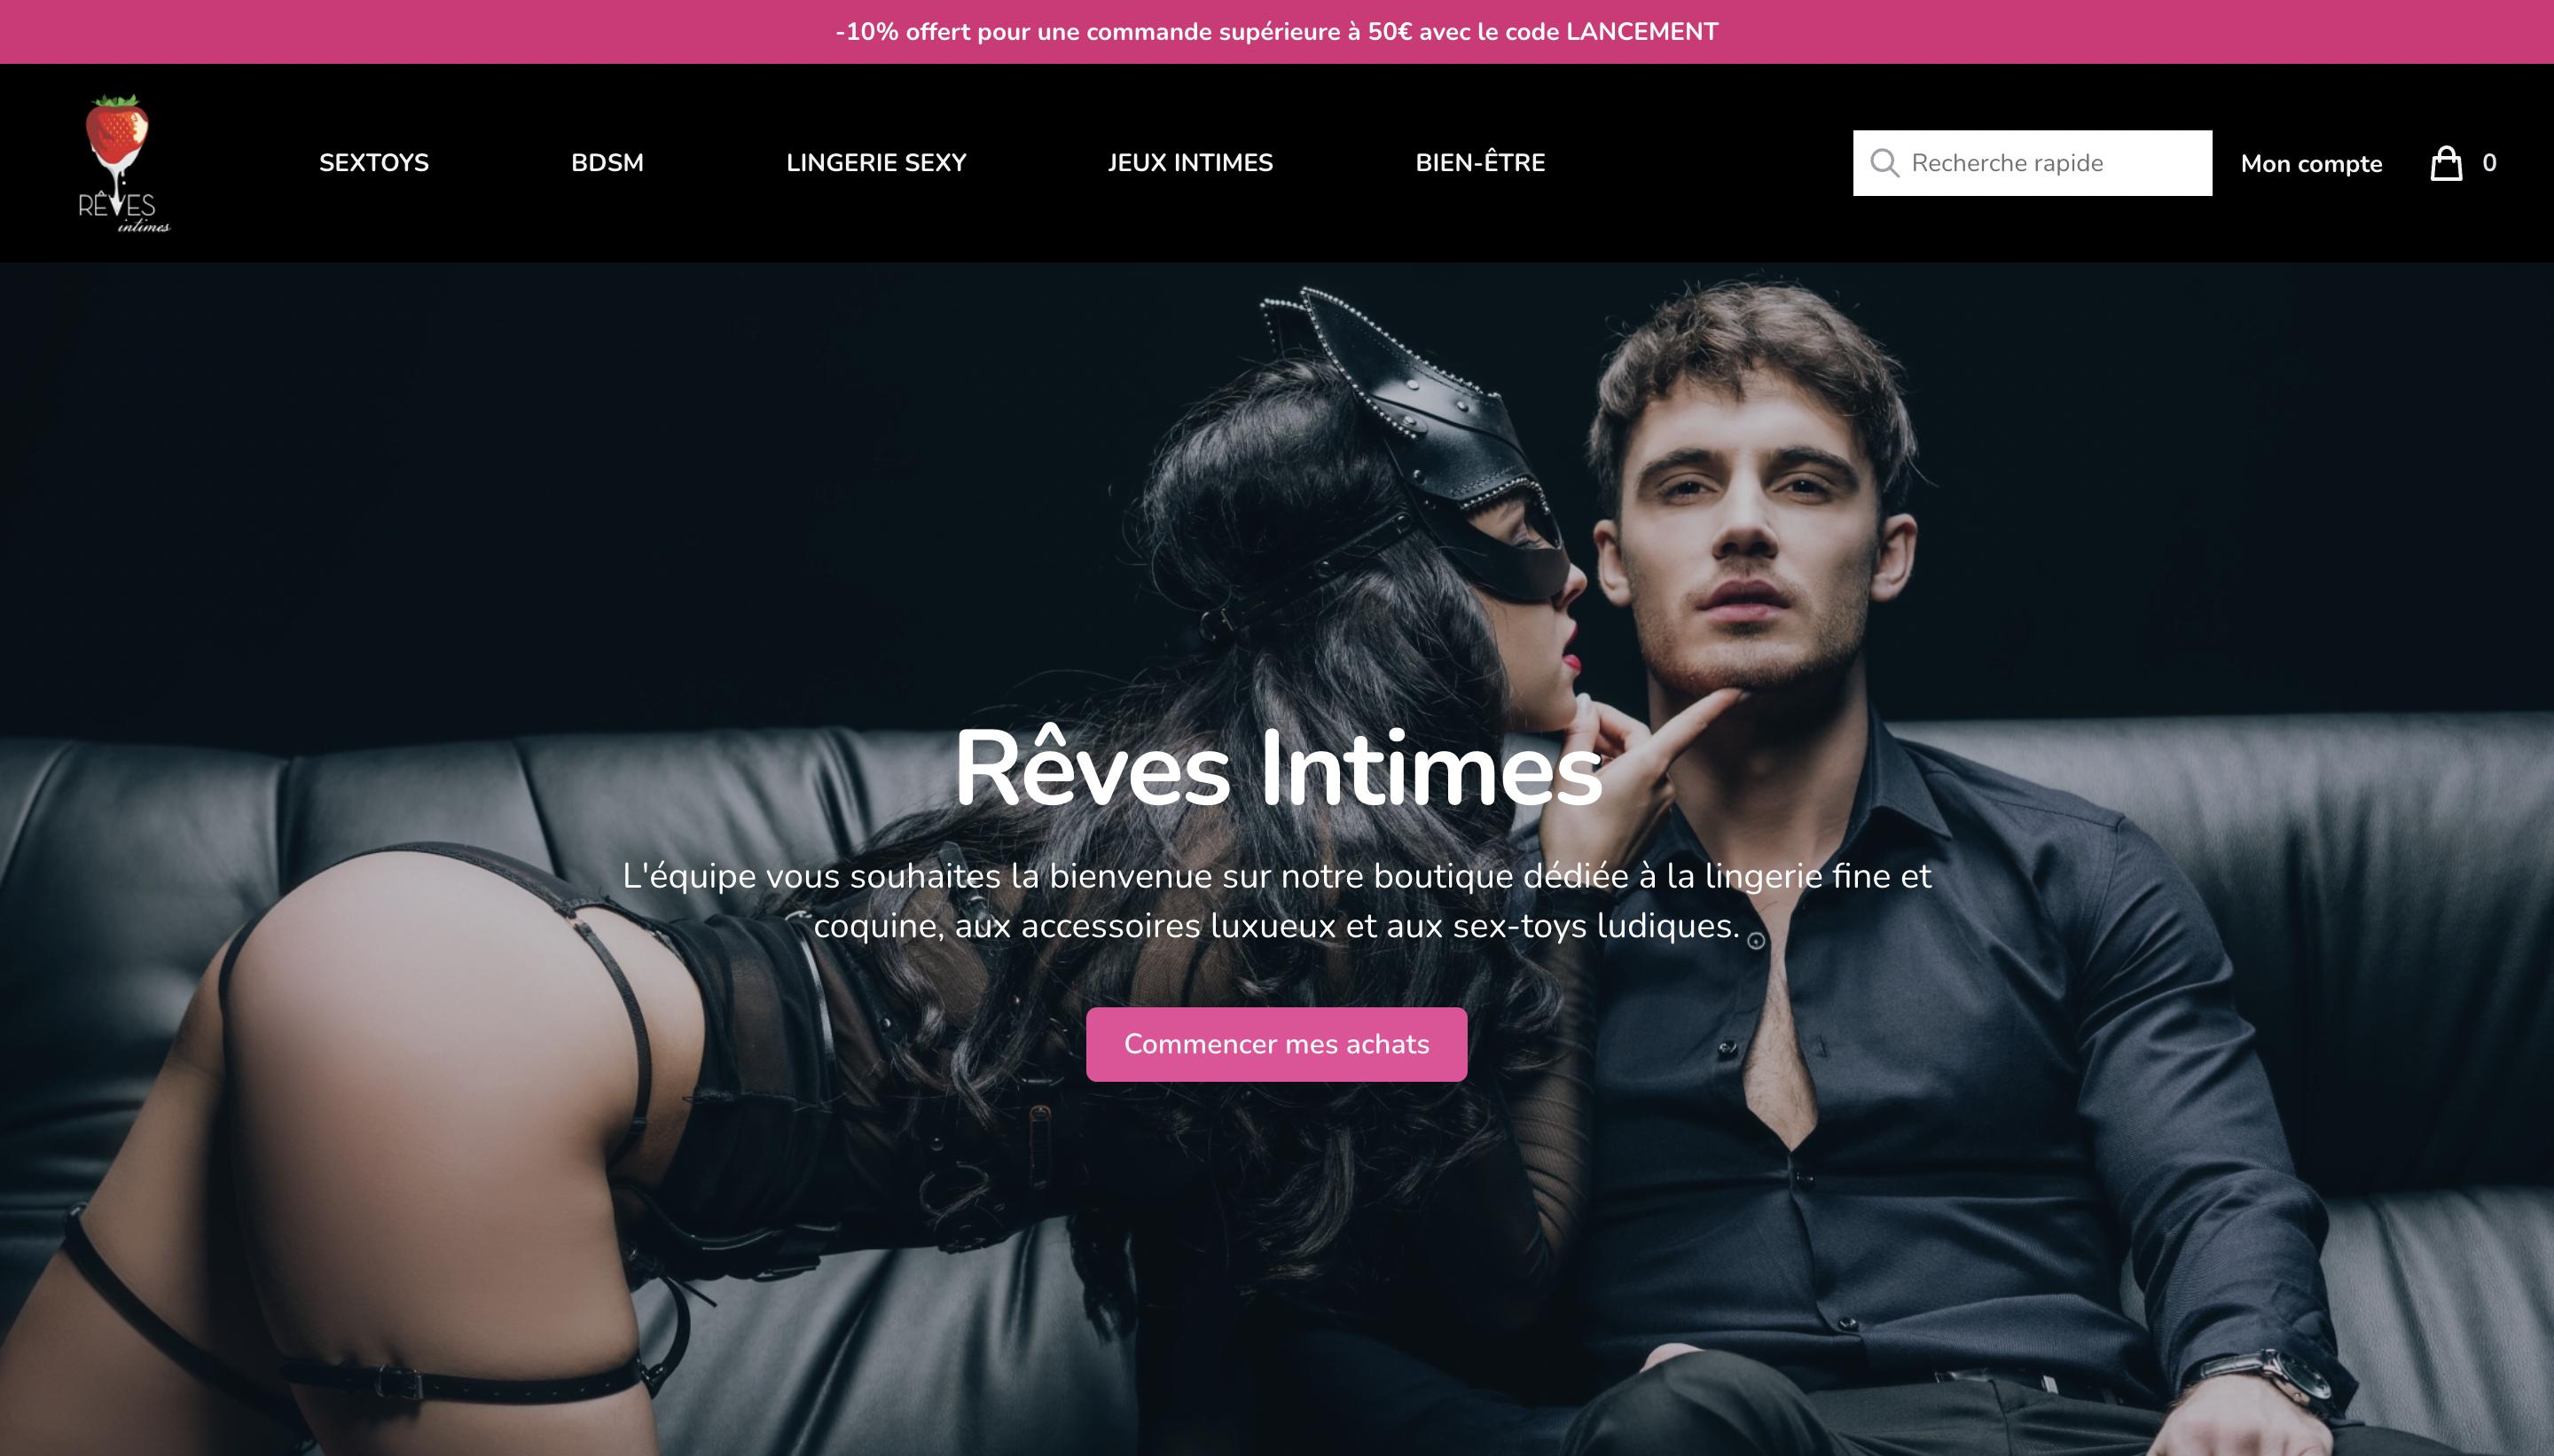 -10% offert pour une commande supérieure à 50€ avec le code LANCEMENT
RÊVES
intimes
SEXTOYS
BDSM
LINGERIE SEXY
JEUX INTIMES
BIEN-ÊTRE
Recherche rapide
Mon compte
0
Rêves Intimes
L'équipe vous souhaites la bienvenue sur notre boutique dédiée à la lingerie fine et
coquine, aux accessoires luxueux et aux sex-toys ludiques.
Commencer mes achats